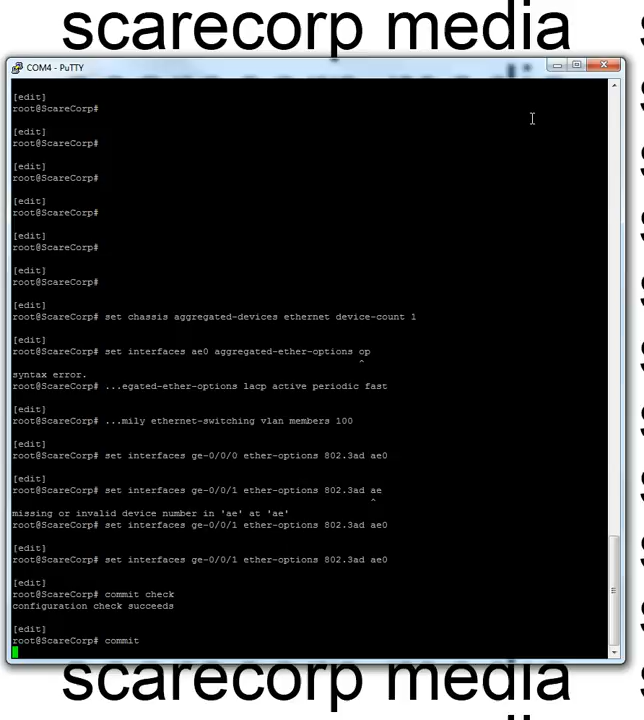 scarecorp media
COM4 - PuTTY
[edit]
root@ScareCorp#
[edit]
root@ScareCorp#
[edit]
root@ScareCorp#
[edit]
root@ScareCorp#
[edit]
root@ScareCorp#
[edit]
root@ScareCorp#
[edit]
root@ScareCorp# set chassis aggregated-devices ethernet device-count 1
[edit]
root@ScareCorp# set interfaces ae0 aggregated-ether-options op
^
syntax error.
root@ScareCorp# ...egated-ether-options lacp active periodic fast
[edit]
root@ScareCorp# ...mily ethernet-switching vlan members 100
[edit]
root@ScareCorp# set interfaces ge-0/0/0 ether-options 802.3ad ae0
[edit]
root@ScareCorp# set interfaces ge-0/0/1 ether-options 802.3ad ae
^
missing or invalid device number in 'ae' at 'ae'
root@ScareCorp# set interfaces ge-0/0/1 ether-options 802.3ad ae0
[edit]
root@ScareCorp# set interfaces ge-0/0/1 ether-options 802.3ad ae0
[edit]
root@ScareCorp# commit check
configuration check succeeds
[edit]
root@ScareCorp# commit
scarecorp media